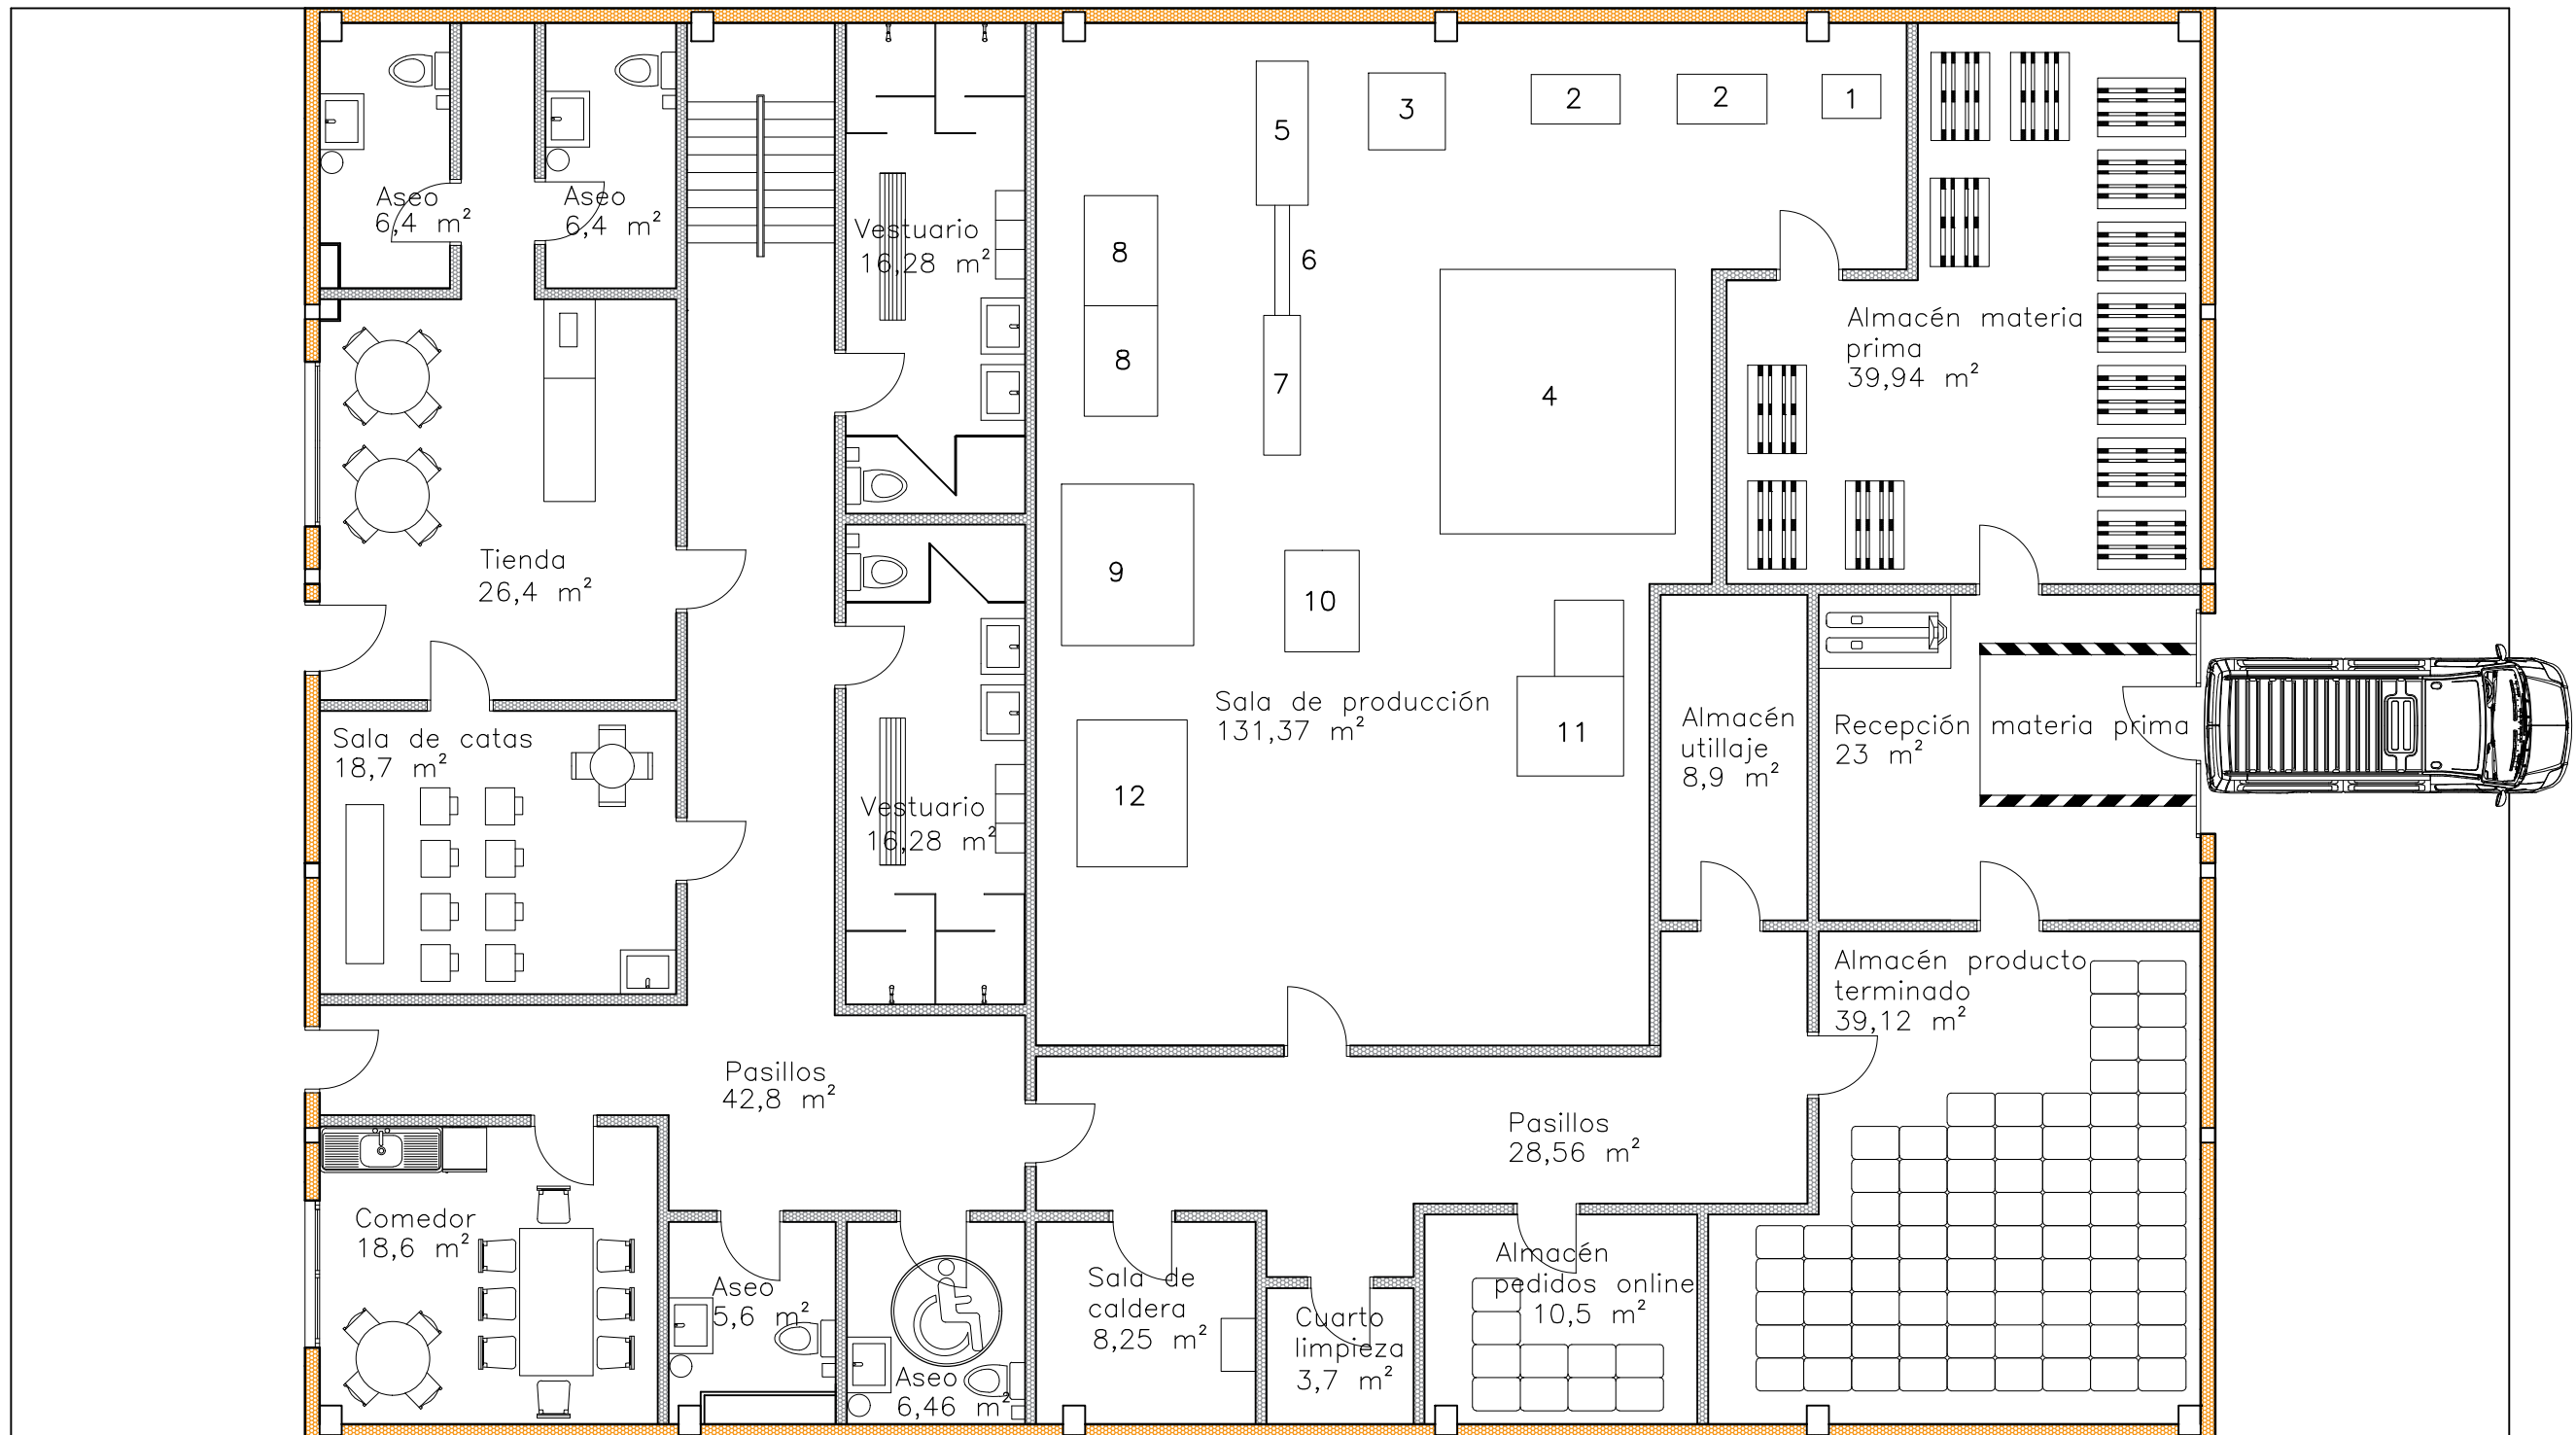 5
3
2
2
1
Aseo
6,4 m²
Aseo
6,4 m²
Vestuario
16,28 m²
8
6
8
7
4
Almacén materia
prima
39,94 m²
Tienda
26,4 m²
9
10
Sala de producción
131,37 m²
11
12
Almacén
utillaje
8,9 m²
Recepción materia prima
23 m²
Sala de catas
18,7 m²
Vestuario
16,28 m²
Almacén producto
terminado
39,12 m²
Pasillos
42,8 m²
Pasillos
28,56 m²
Comedor
18,6 m²
Aseo
5,6 m²
Aseo
6,46 m²
Sala de
caldera
8,25 m²
Cuarto
limpieza
3,7 m²
Almacén
pedidos online
10,5 m²